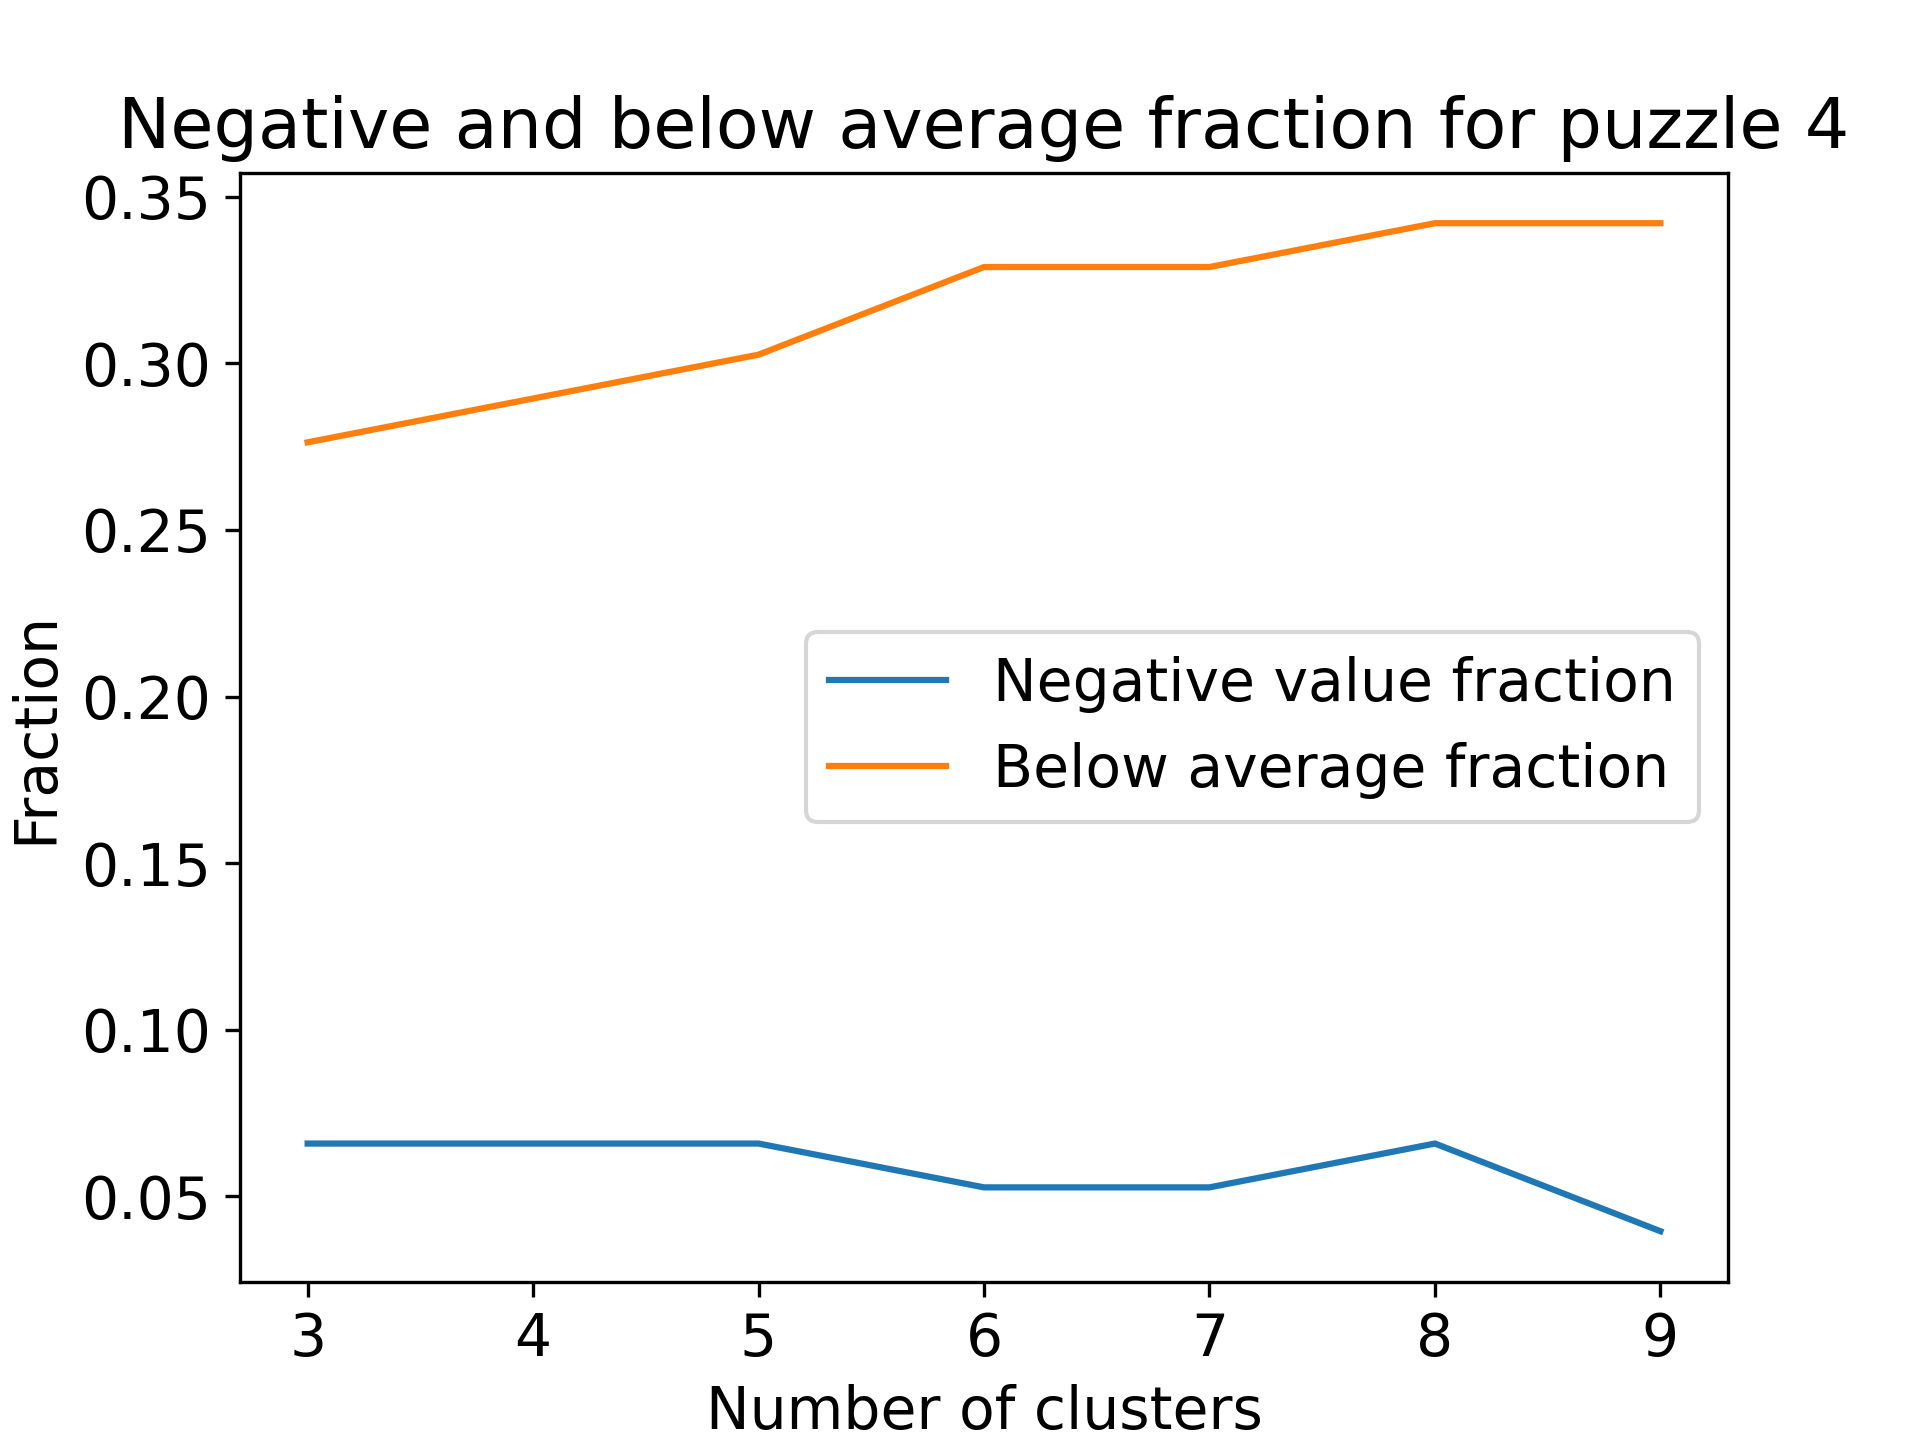 Negative and below average fraction for puzzle 4
0.35
0.30
0.25
0.20
0.15
0.10
0.05
Fraction
Negative value fraction
Below average fraction
3 4 5 6 7 8 9
Number of clusters